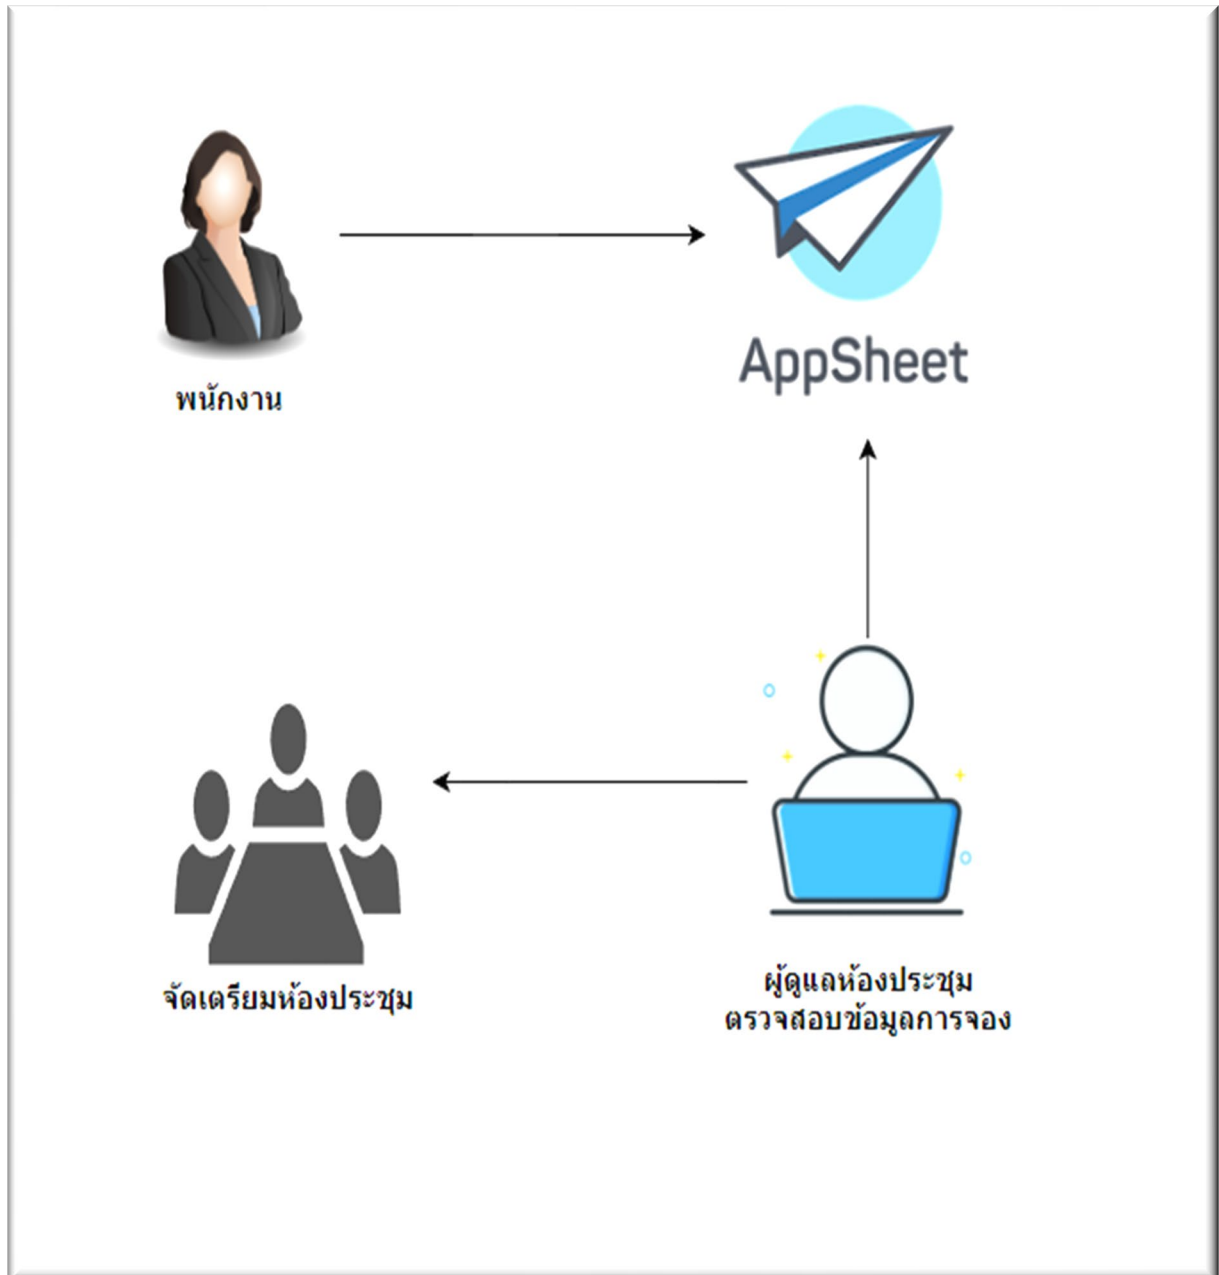 AppSheet
พนักงาน
จัดเตรียมห้องประชุม
ผู้ดูแลห้องประชุม
ตรวจสอบข้อมูลการจอง